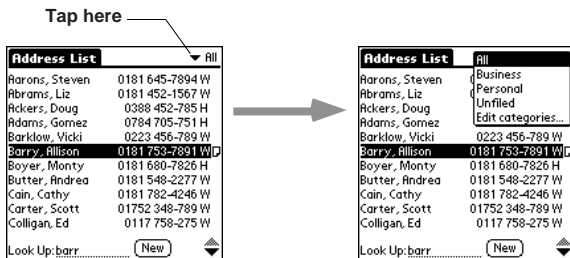 Tap here
Address List All
Aarons, Steven 0181 645-7894 W
Abrams, Liz 0181 452-1567 W
Ackers, Doug 0388 452-785 H
Adams, Gomez 0784 705-751 H
Barklow, Vicki 0223 456-789 W
Barry, Allison 0181 753-7891 W
Boyer, Monty 0181 680-7826 H
Butter, Andrea 0181 548-2277 W
Cain, Cathy 0181 782-4246 W
Carter, Scott 01752 348-789 W
Colligan, Ed 0117 758-275 W
Look Up: barr New
Address List All
Aarons, Steven Business
Abrams, Liz Personal
Ackers, Doug Unfiled
Adams, Gomez Edit categories...
Barklow, Vicki 0223 456-789 W
Barry, Allison 0181 753-7891 W
Boyer, Monty 0181 680-7826 H
Butter, Andrea 0181 548-2277 W
Cain, Cathy 0181 782-4246 W
Carter, Scott 01752 348-789 W
Colligan, Ed 0117 758-275 W
Look Up: barr New